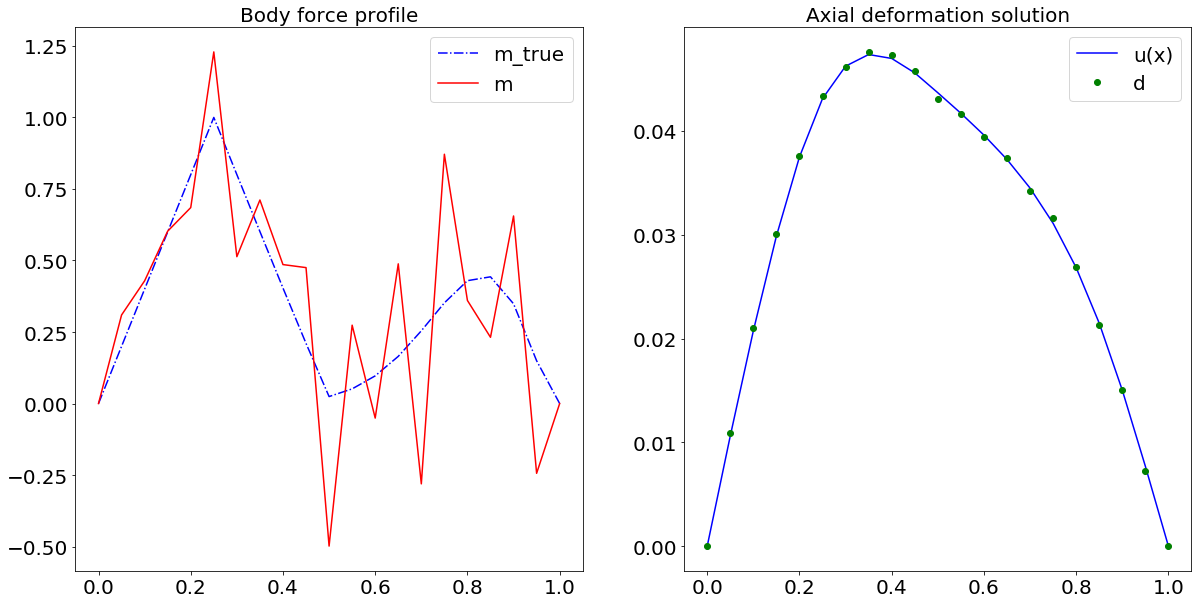 Body force profile
m_true
m
1.25
1.00
0.75
0.50
0.25
0.00
−0.25
−0.50
0.0 0.2 0.4 0.6 0.8 1.0
Axial deformation solution
u(x)
d
0.04
0.03
0.02
0.01
0.00
0.0 0.2 0.4 0.6 0.8 1.0